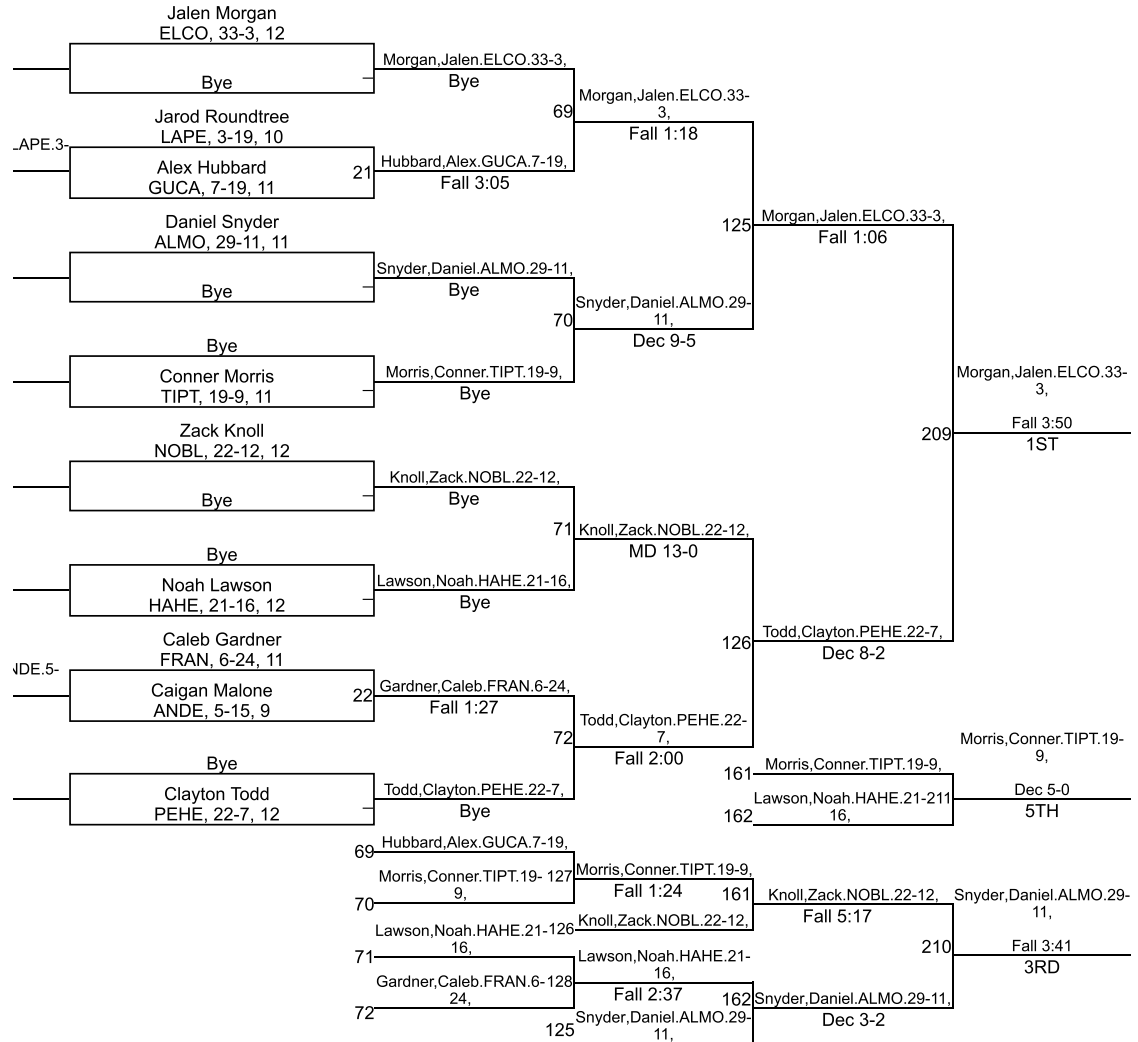 Jalen Morgan
ELCO, 33-3, 12
Bye
Morgan,Jalen.ELCO.33-3,
Bye
Jarod Roundtree
LAPE, 3-19, 10
LAPE.3-
Alex Hubbard
GUCA, 7-19, 11
21
Hubbard,Alex.GUCA.7-19,
Fall 3:05
69
Morgan,Jalen.ELCO.33-
3,
Fall 1:18
Daniel Snyder
ALMO, 29-11, 11
Bye
Snyder,Daniel.ALMO.29-11,
Bye
Bye
Conner Morris
TIPT, 19-9, 11
Morris,Conner.TIPT.19-9,
Bye
70
Snyder,Daniel.ALMO.29-
11,
Dec 9-5
125
Morgan,Jalen.ELCO.33-3,
Fall 1:06
Zack Knoll
NOBL, 22-12, 12
Bye
Knoll,Zack.NOBL.22-12,
Bye
Bye
Noah Lawson
HAHE, 21-16, 12
Lawson,Noah.HAHE.21-16,
Bye
71
Knoll,Zack.NOBL.22-12,
MD 13-0
Caleb Gardner
FRAN, 6-24, 11
NDE.5-
Caigan Malone
ANDE, 5-15, 9
22
Gardner,Caleb.FRAN.6-24,
Fall 1:27
Bye
Clayton Todd
PEHE, 22-7, 12
Todd,Clayton.PEHE.22-7,
Bye
72
Todd,Clayton.PEHE.22-
7,
Fall 2:00
126
Todd,Clayton.PEHE.22-7,
Dec 8-2
209
Morgan,Jalen.ELCO.33-
3,
Fall 3:50
1ST
161
Morris,Conner.TIPT.19-9,
162
Lawson,Noah.HAHE.21-
16,
211
Morris,Conner.TIPT.19-
9,
Dec 5-0
5TH
69
Hubbard,Alex.GUCA.7-19,
70
Morris,Conner.TIPT.19-
9,
127
Morris,Conner.TIPT.19-9,
Fall 1:24
126
Knoll,Zack.NOBL.22-12,
161
Knoll,Zack.NOBL.22-12,
Fall 5:17
71
Lawson,Noah.HAHE.21-
16,
72
Gardner,Caleb.FRAN.6-
24,
128
Lawson,Noah.HAHE.21-
16,
Fall 2:37
125
Snyder,Daniel.ALMO.29-
11,
162
Snyder,Daniel.ALMO.29-11,
Dec 3-2
210
Snyder,Daniel.ALMO.29-
11,
Fall 3:41
3RD